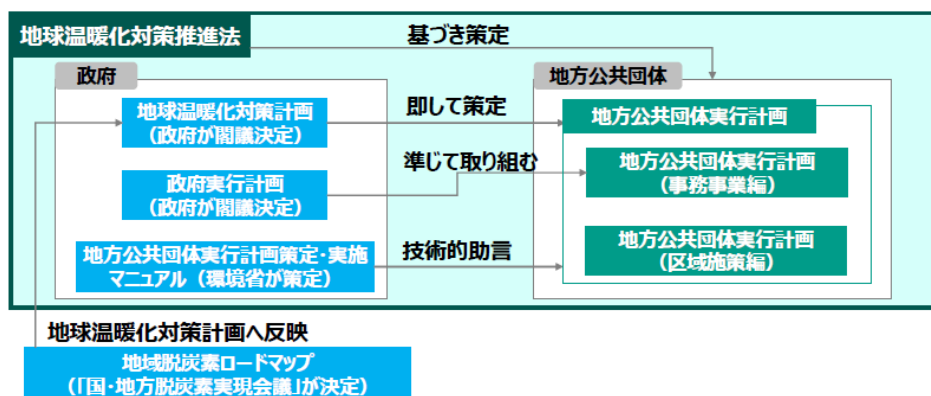 地球温暖化対策推進法
基づき策定
政府
地方公共団体
地球温暖化対策計画
（政府が閣議決定）
即して策定
地方公共団体実行計画
準じて取り組む
地方公共団体実行計画
（事務事業編）
政府実行計画
（政府が閣議決定）
地方公共団体実行計画策定・実施
マニュアル（環境省が策定）
技術的助言
地方公共団体実行計画
（区域施策編）
地球温暖化対策計画へ反映
地域脱炭素ロードマップ
（「国・地方脱炭素実現会議」が決定）